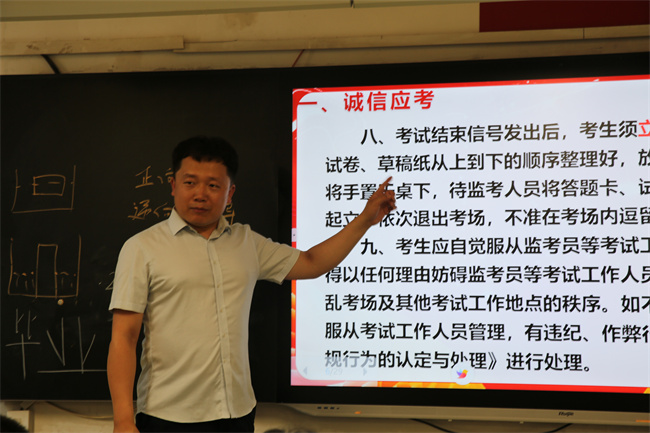 一、诚信应考
八、考试结束信号发出后，考生须立
试卷、草稿纸从上到下的顺序整理好，放
将手置于桌下，待监考人员将答题卡、试
起立，依次退出考场，不准在考场内逗留
九、考生应自觉服从监考员等考试工
得以任何理由妨碍监考员等考试工作人员
乱考场及其他考试工作地点的秩序。如不
服从考试工作人员管理，有违纪、作弊行
规行为的认定与处理》进行处理。